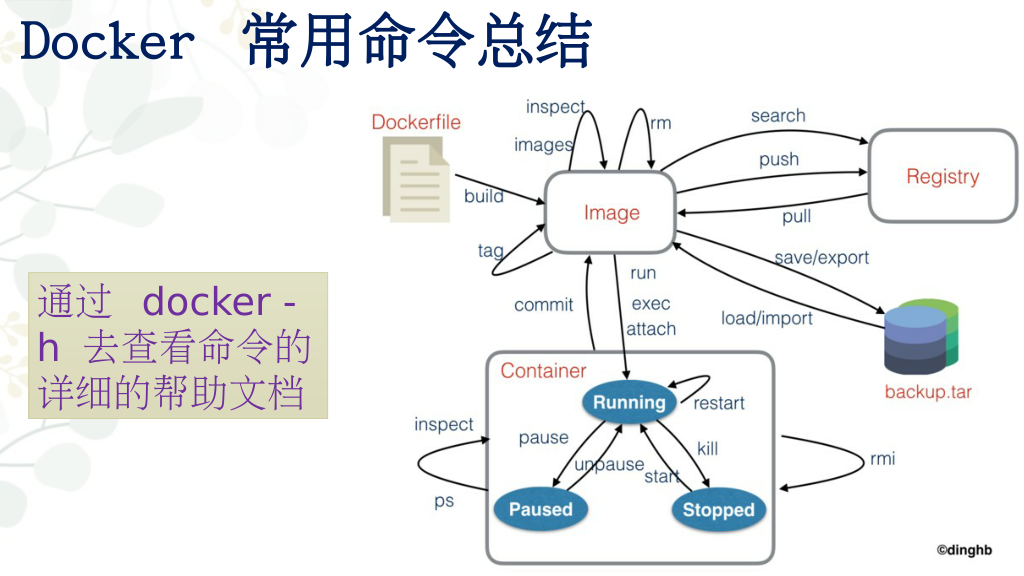 Docker 常用命令总结
inspect
search
Dockerfile
rm
images
push
Registry
build
Image
pull
tag
save/export
run
通过 docker -
h 去查看命令的
详细的帮助文档
commit
exec
load/import
attach
Container
backup.tar
Running
restart
inspect
pause
kill
unpause
start
rmi
ps
Paused
Stopped
©dinghb